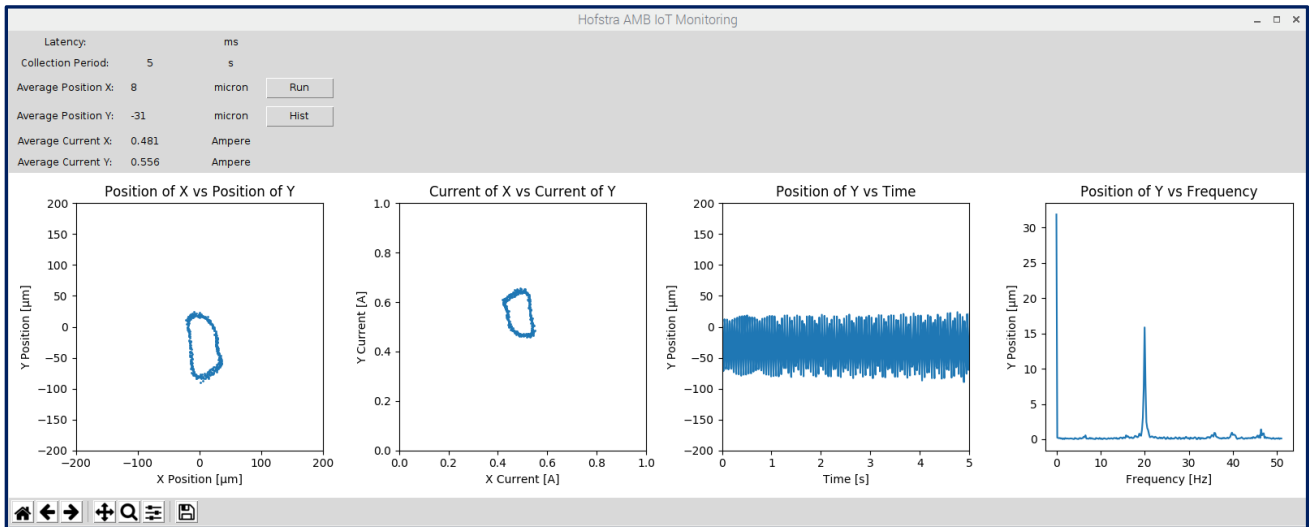 Hofstra AMB IoT Monitoring
Latency: ms
Collection Period: 5 s
Average Position X: 8 micron Run
Average Position Y: -31 micron Hist
Average Current X: 0.481 Ampere
Average Current Y: 0.556 Ampere
Position of X vs Position of Y
200
150
100
50
0
−50
−100
−150
−200
Y Position [µm]
−200 −100 0 100 200
X Position [µm]
Current of X vs Current of Y
1.0
0.8
0.6
0.4
0.2
0.0
Y Current [A]
0.0 0.2 0.4 0.6 0.8 1.0
X Current [A]
Position of Y vs Time
200
150
100
50
0
−50
−100
−150
−200
Y Position [µm]
0 1 2 3 4 5
Time [s]
Position of Y vs Frequency
30
25
20
15
10
5
0
Y Position [µm]
0 10 20 30 40 50
Frequency [Hz]